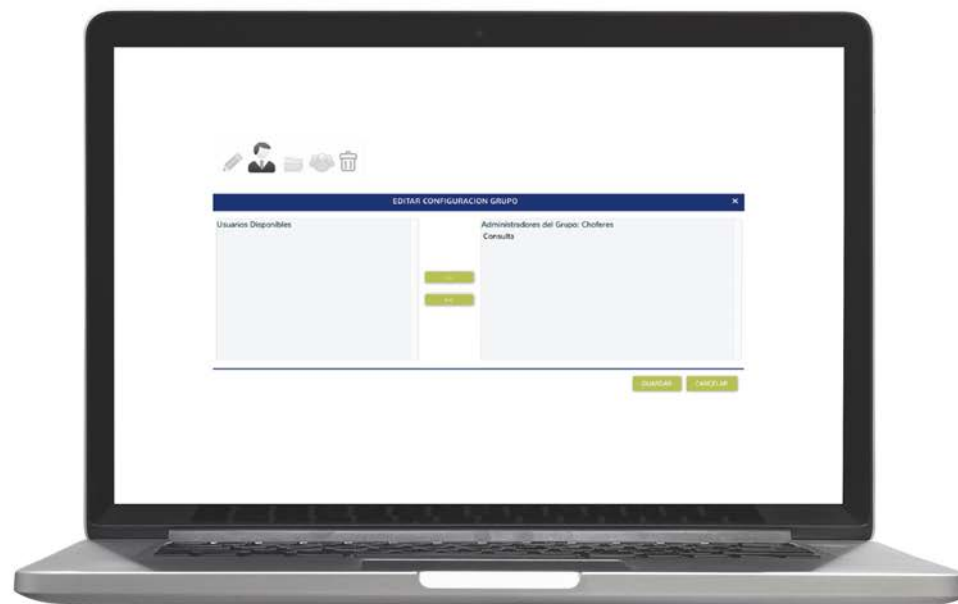 EDITAR CONFIGURACION GRUPO
Usuarios Disponibles
Administradores del Grupo: Choferes
Consulta
GUARDAR
CANCELAR